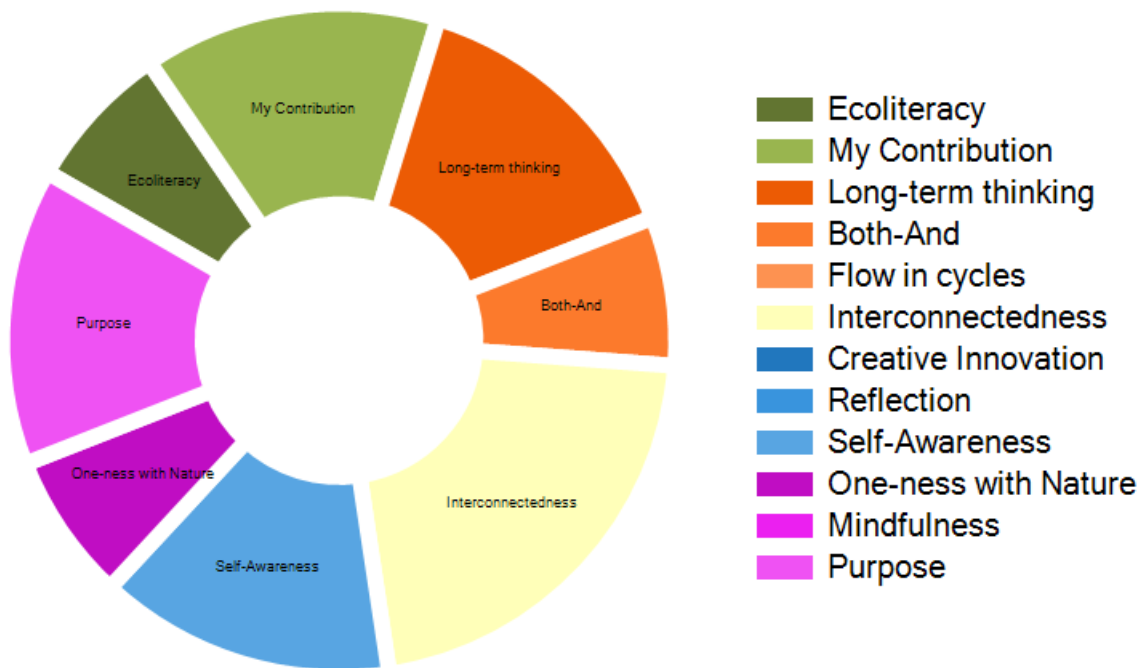 My Contribution
Long-term thinking
Ecoliteracy
Both-And
Purpose
One-ness with Nature
Interconnectedness
Self-Awareness
Ecoliteracy
My Contribution
Long-term thinking
Both-And
Flow in cycles
Interconnectedness
Creative Innovation
Reflection
Self-Awareness
One-ness with Nature
Mindfulness
Purpose